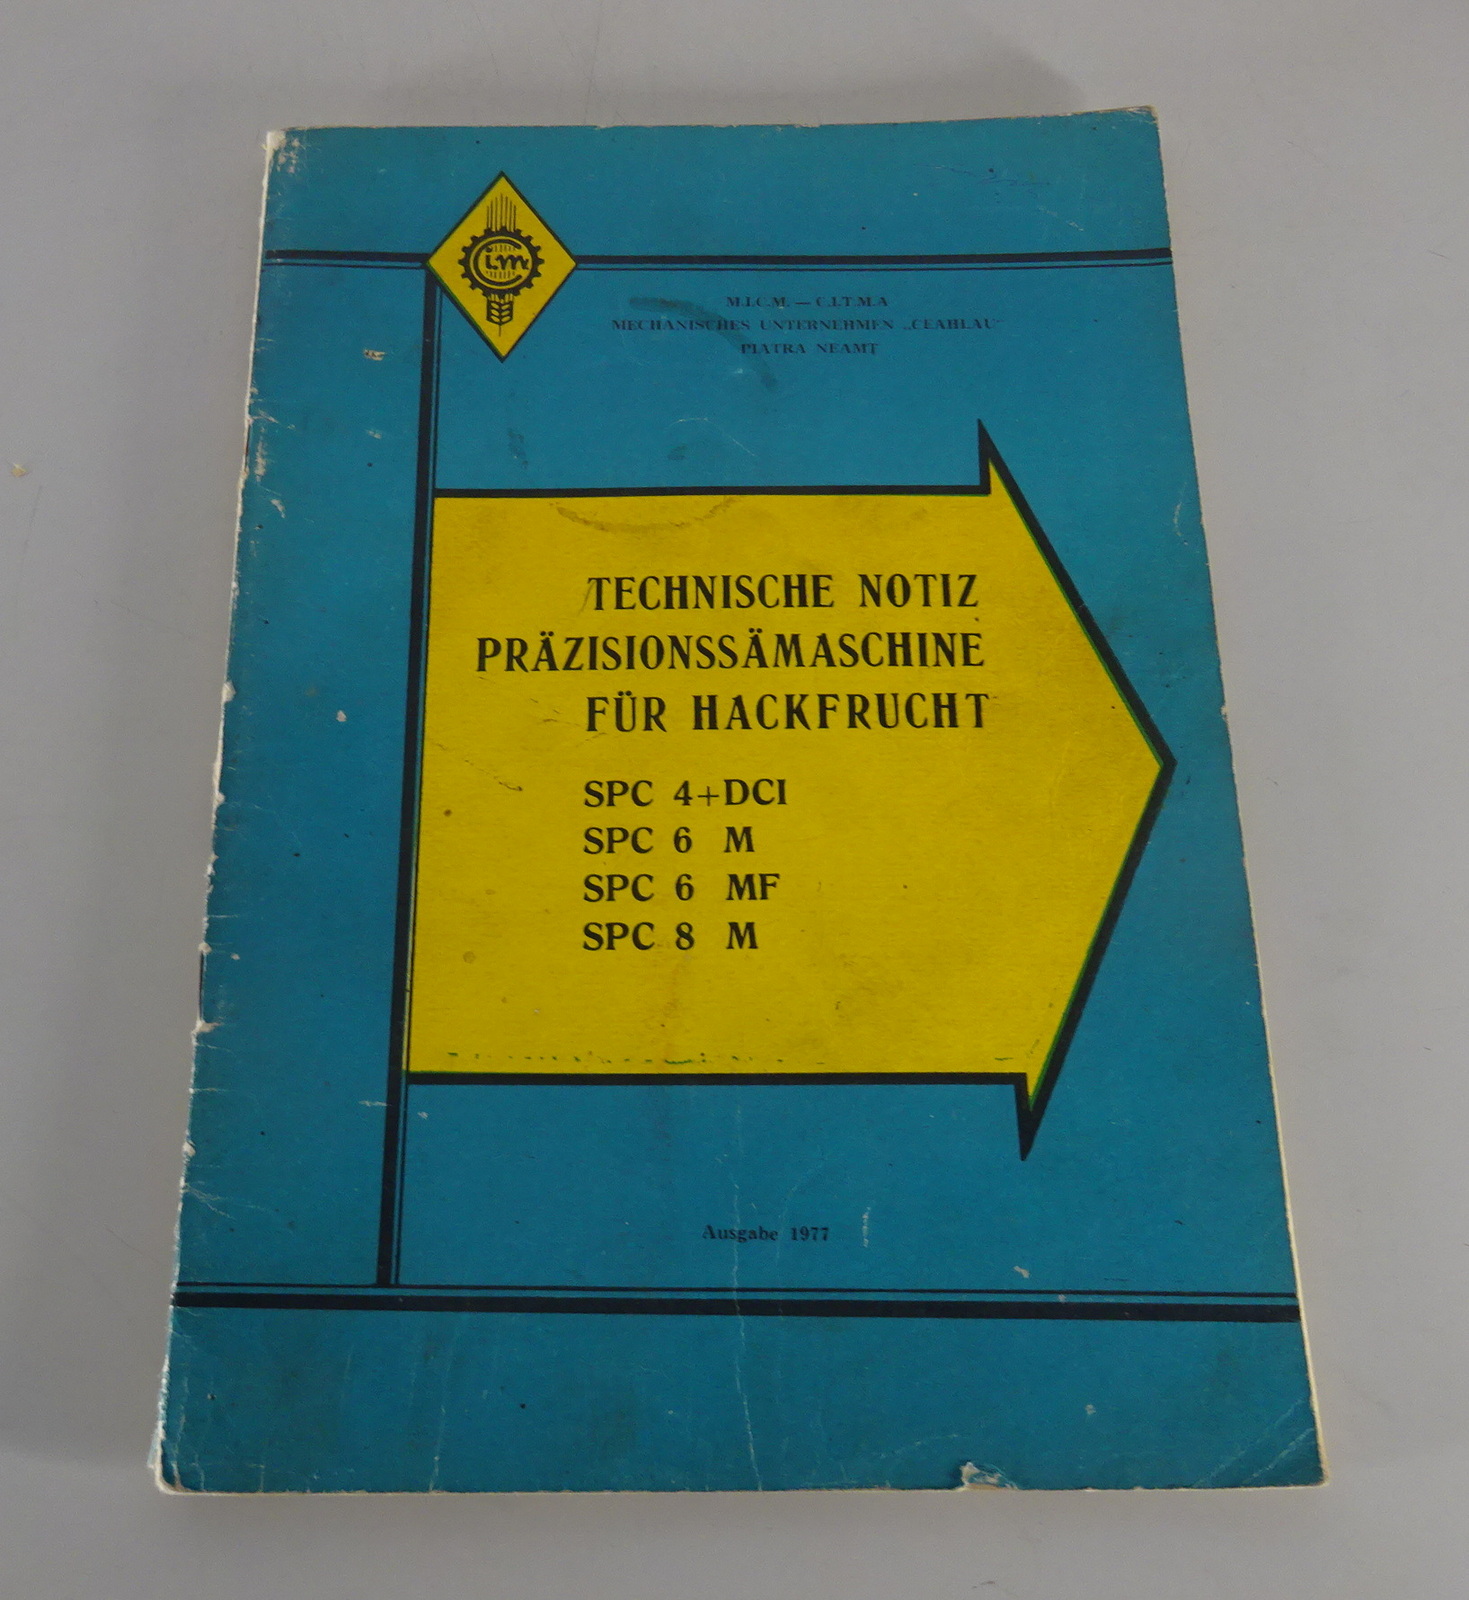 C i.m.
M.I.C.M. — C.I.T.M.A
MECHANISCHES UNTERNEHMEN „CEAHLAU"
PIATRA NEAMȚ
TECHNISCHE NOTIZ
PRÄZISIONSSÄMASCHINE
FÜR HACKFRUCHT
SPC 4+DCI
SPC 6 M
SPC 6 MF
SPC 8 M
Ausgabe 1977